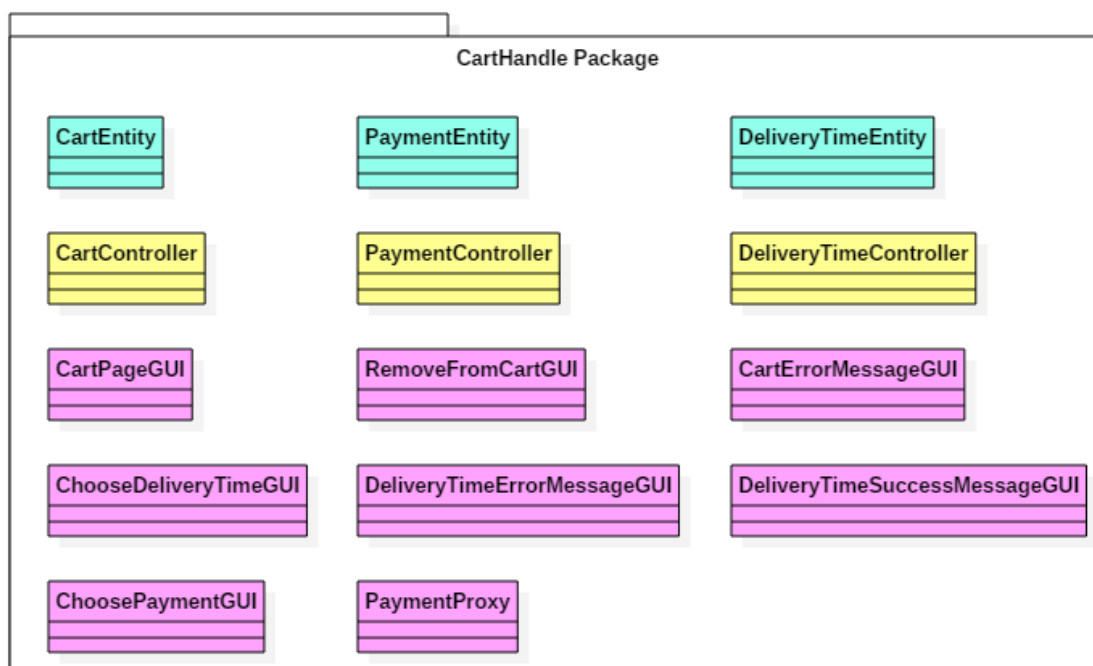 CartHandle Package
CartEntity
PaymentEntity
DeliveryTimeEntity
CartController
PaymentController
DeliveryTimeController
CartPageGUI
RemoveFromCartGUI
CartErrorMessageGUI
ChooseDeliveryTimeGUI
DeliveryTimeErrorMessageGUI
DeliveryTimeSuccessMessageGUI
ChoosePaymentGUI
PaymentProxy